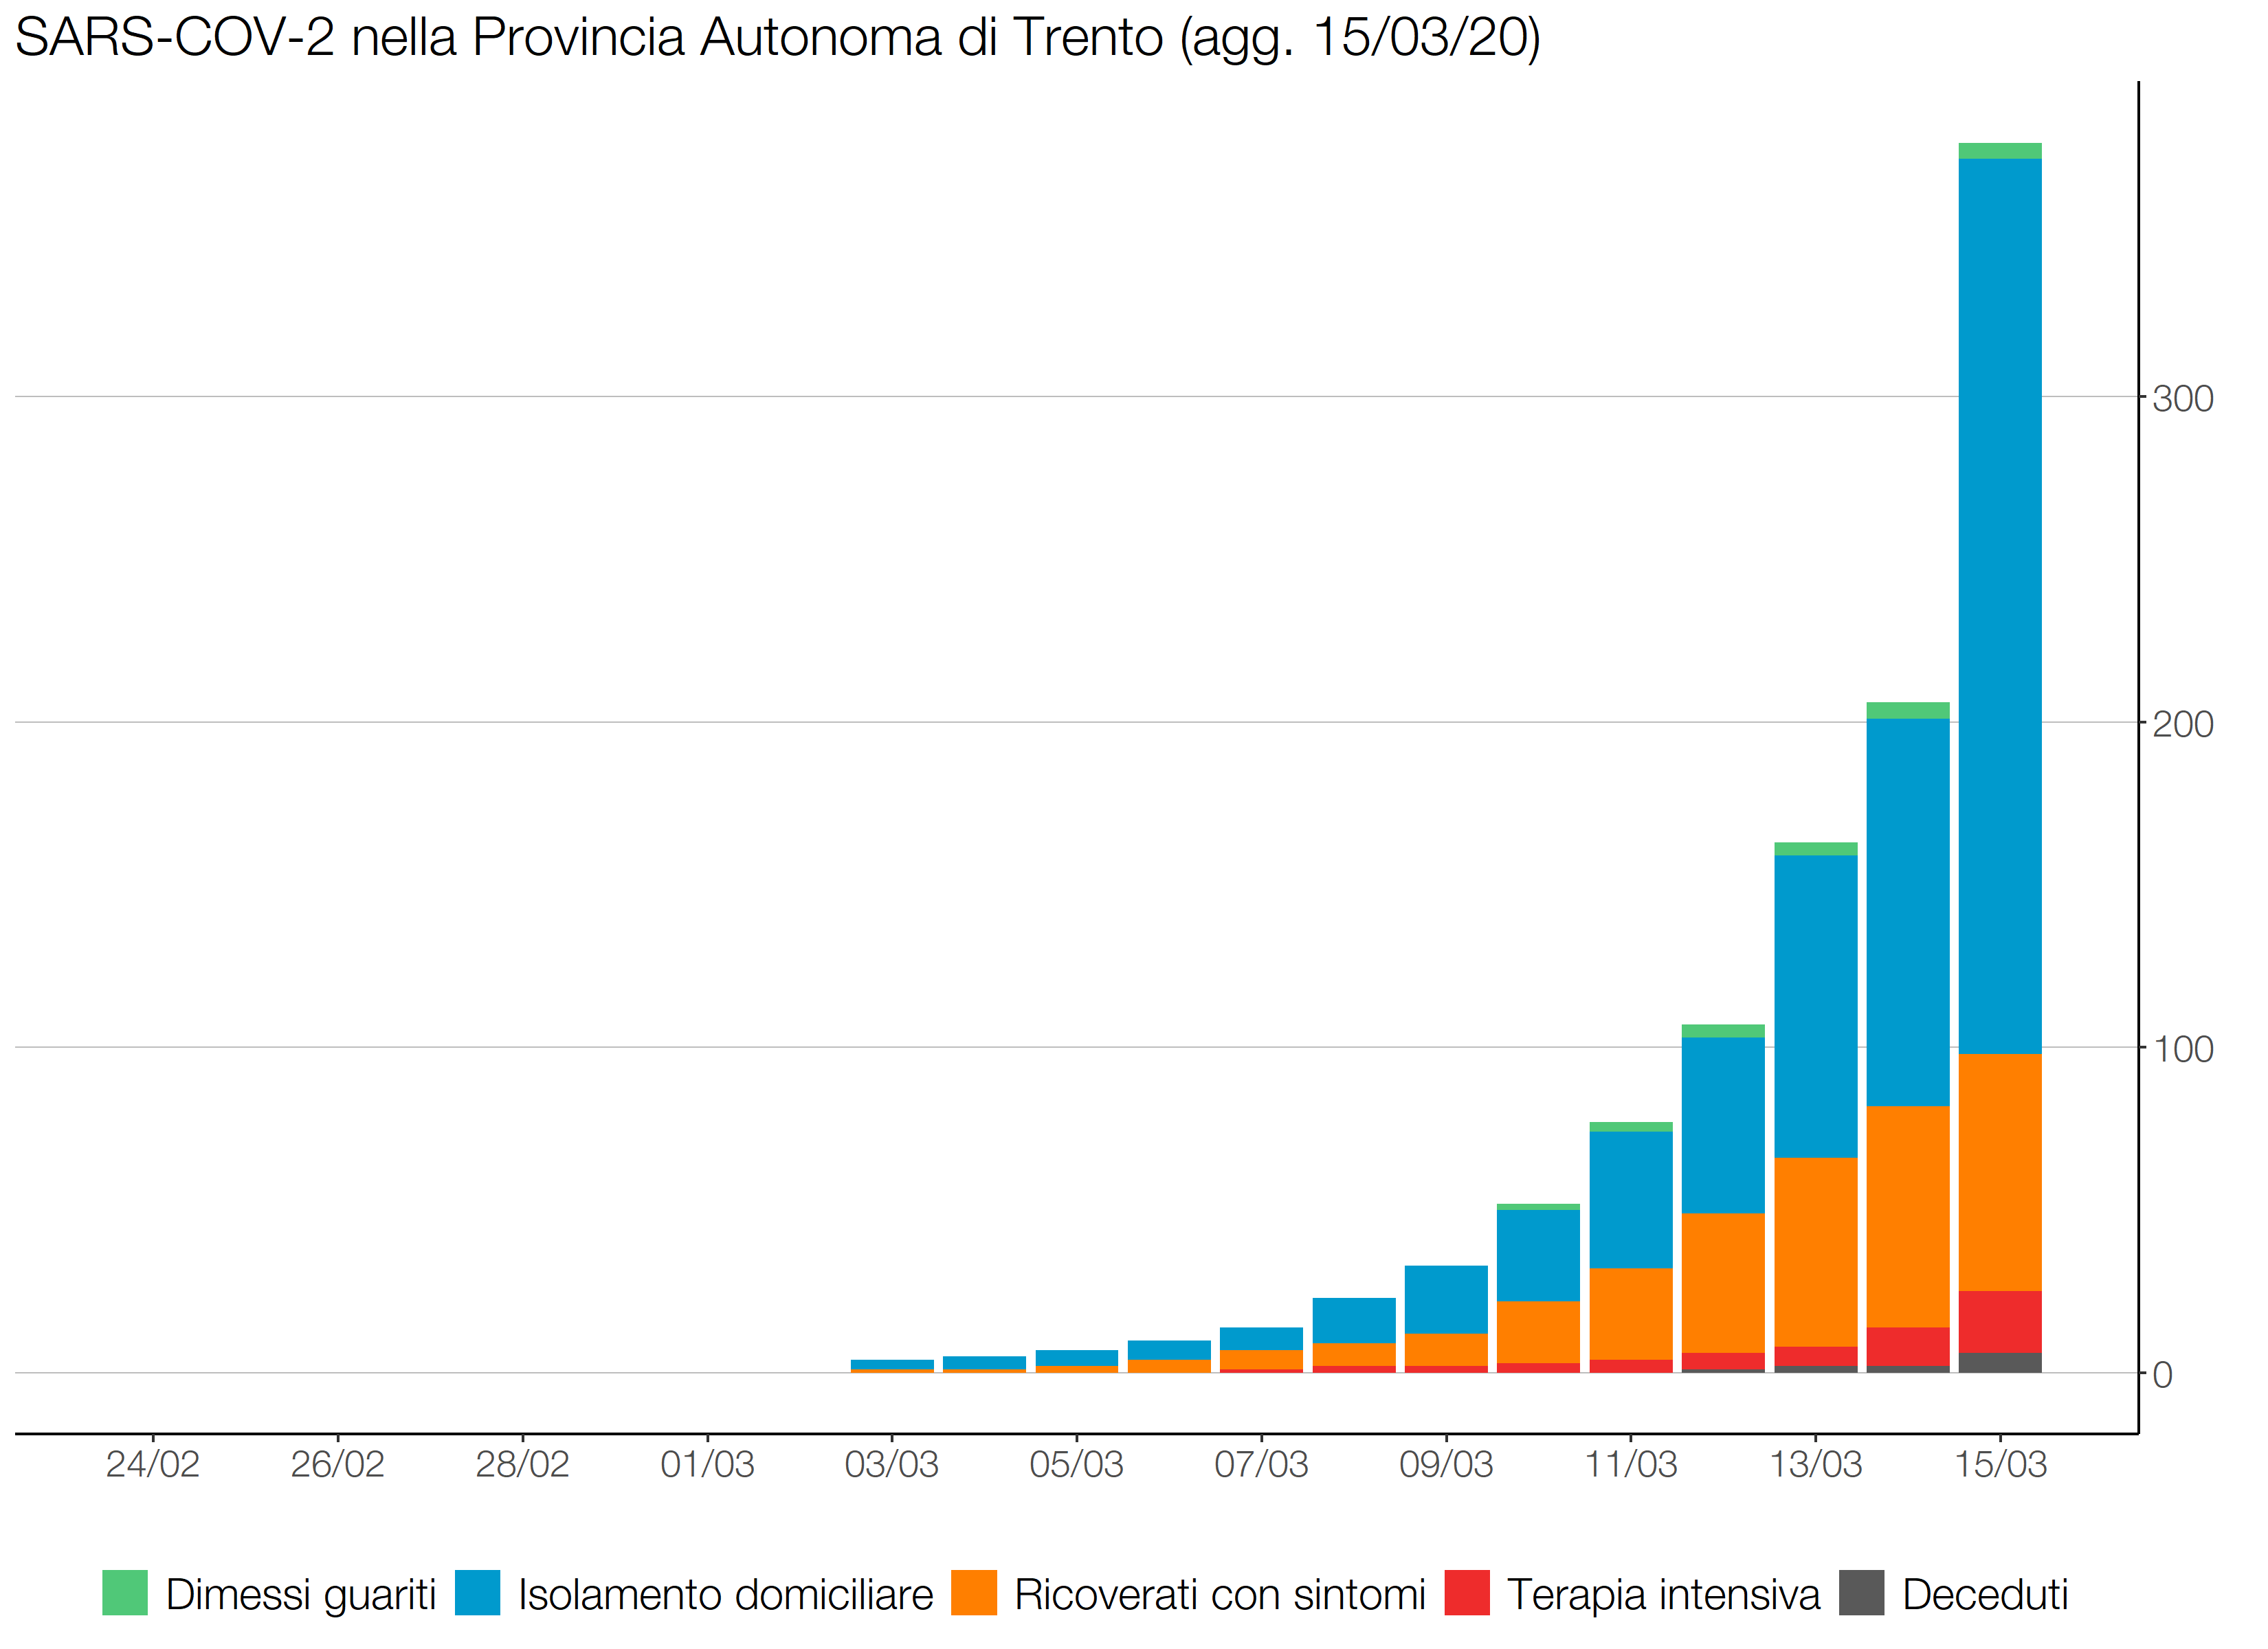 SARS-COV-2 nella Provincia Autonoma di Trento (agg. 15/03/20)
300
200
100
0
24/02 26/02 28/02 01/03 03/03 05/03 07/03 09/03 11/03 13/03 15/03
Dimessi guariti Isolamento domiciliare Ricoverati con sintomi Terapia intensiva Deceduti